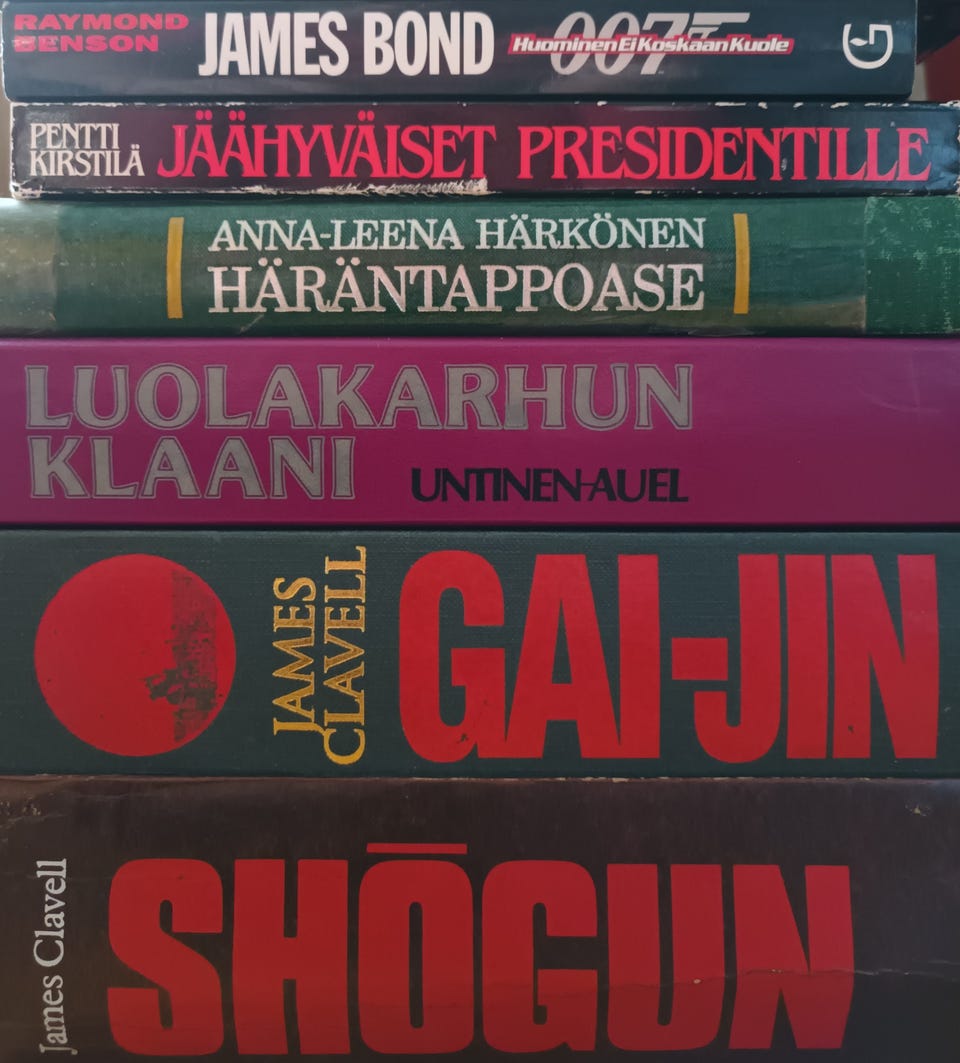 RAYMOND
BENSON
JAMES BOND
007
Huominen Ei Koskaan Kuole
G
PENTTI
KIRSTILÄ
JÄÄHYVÄISET PRESIDENTILLE
ANNA-LEENA HÄRKÖNEN
HÄRÄNTAPPOASE
LUOLAKARHUN
KLAANI
UNTINEN-AUEL
JAMES
CLAVELL
GAI-JIN
James Clavell
SHŌGUN